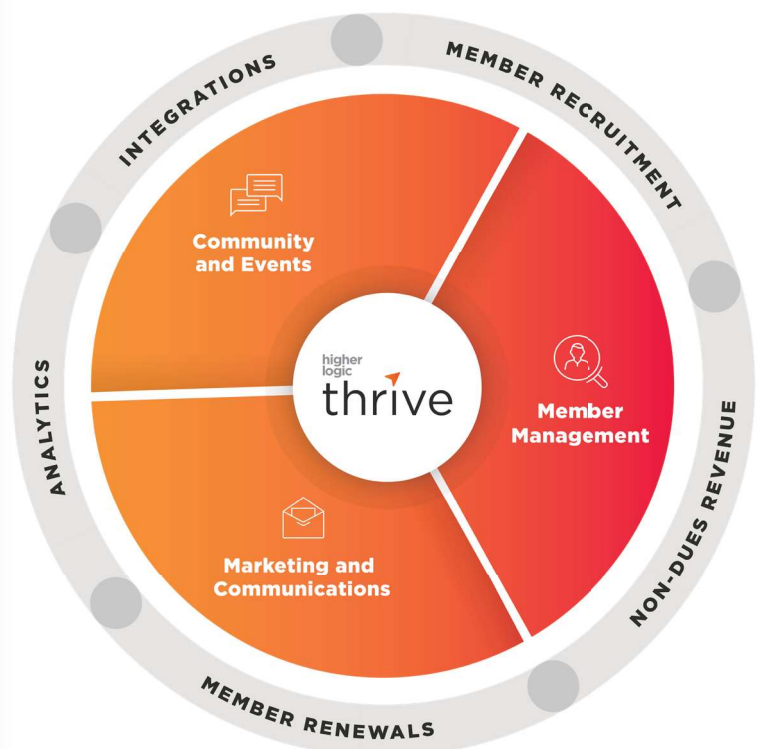 INTEGRATIONS
MEMBER RECRUITMENT
Community
and Events
higher
logic
thrive
Member
Management
ANALYTICS
NON-DUES REVENUE
Marketing and
Communications
MEMBER RENEWALS